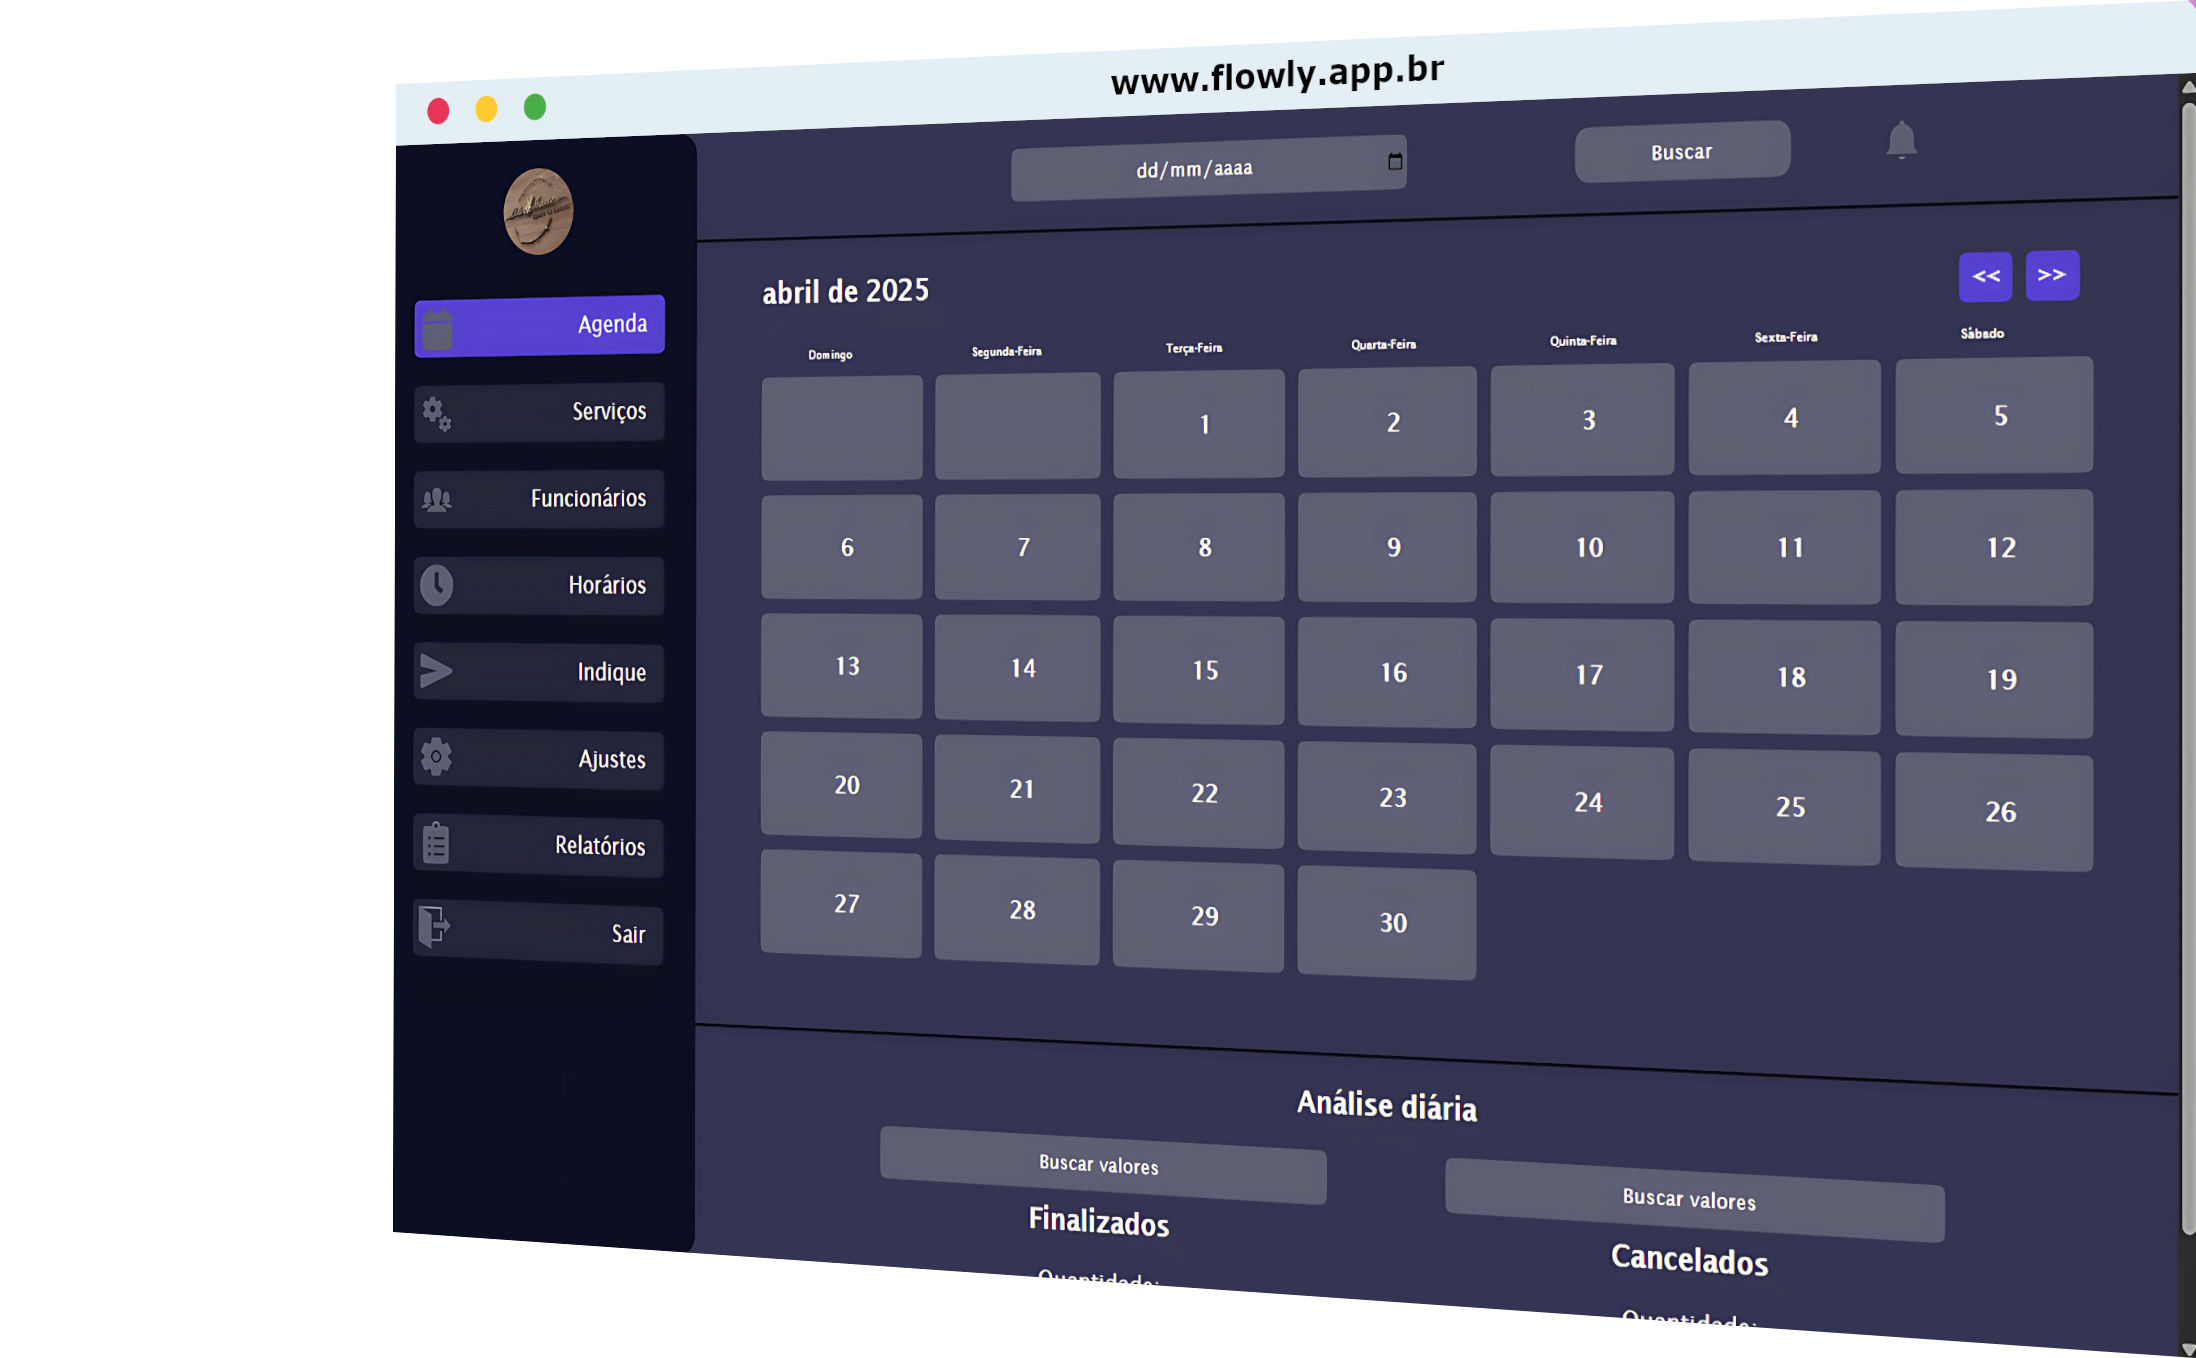 www.flowly.app.br
dd/mm/aaaa
Buscar
Agenda
Serviços
Funcionários
Horários
Indique
Ajustes
Relatórios
Sair
abril de 2025
<< >>
Domingo Segunda-Feira Terça-Feira Quarta-Feira Quinta-Feira Sexta-Feira Sábado
1 2 3 4 5
6 7 8 9 10 11 12
13 14 15 16 17 18 19
20 21 22 23 24 25 26
27 28 29 30
Análise diária
Buscar valores
Buscar valores
Finalizados
Cancelados
Quantidade:
Quantidade: